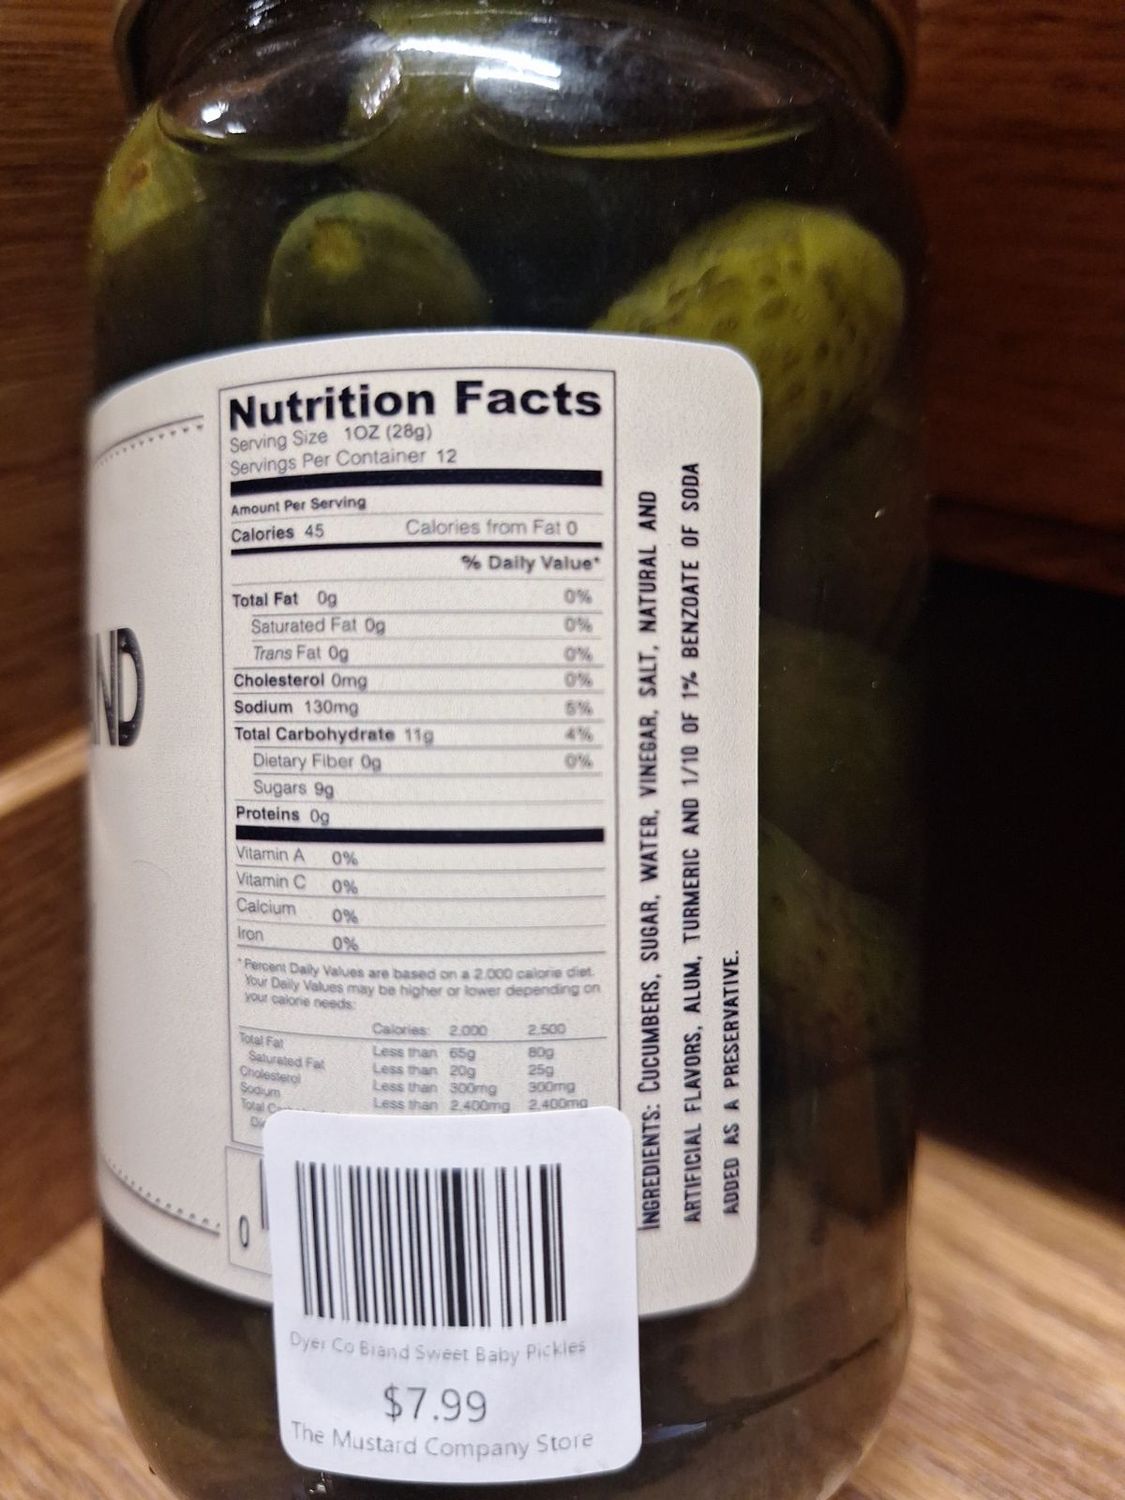 ND
Nutrition Facts
Serving Size 1OZ (28g)
Servings Per Container 12
Amount Per Serving
Calories 45 Calories from Fat 0
% Daily Value*
Total Fat 0g 0%
Saturated Fat 0g 0%
Trans Fat 0g 0%
Cholesterol 0mg 0%
Sodium 130mg 5%
Total Carbohydrate 11g 4%
Dietary Fiber 0g 0%
Sugars 9g
Proteins 0g
Vitamin A 0%
Vitamin C 0%
Calcium 0%
Iron 0%
*Percent Daily Values are based on a 2,000 calorie diet.
Your Daily Values may be higher or lower depending on
your calorie needs:
Calories: 2,000 2,500
Total Fat Less than 65g 80g
Saturated Fat Less than 20g 25g
Cholesterol Less than 300mg 300mg
Sodium Less than 2,400mg 2,400mg
Total
0
INGREDIENTS: CUCUMBERS, SUGAR, WATER, VINEGAR, SALT, NATURAL AND
ARTIFICIAL FLAVORS, ALUM, TURMERIC AND 1/10 OF 1% BENZOATE OF SODA
ADDED AS A PRESERVATIVE.
Dyer Co Brand Sweet Baby Pickles
$7.99
The Mustard Company Store